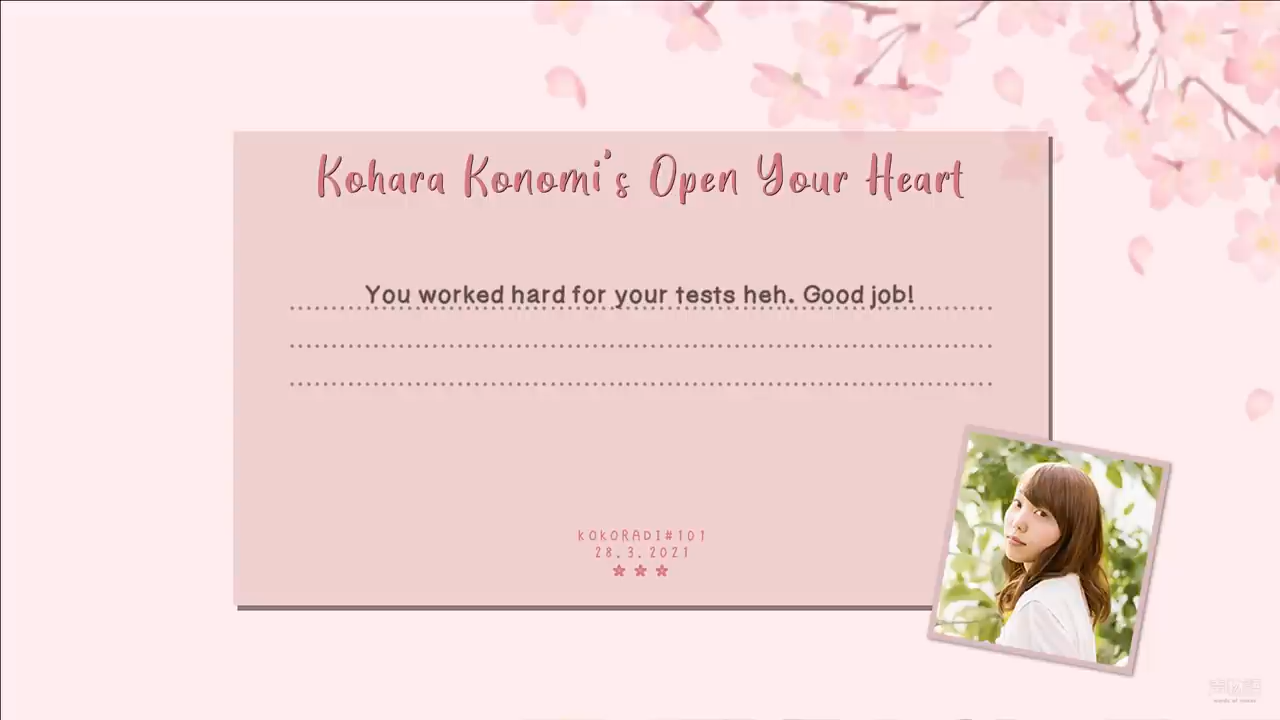 Kohara Konomi's Open Your Heart
You worked hard for your tests heh. Good job!
KOKORADI#101
28.3.2021